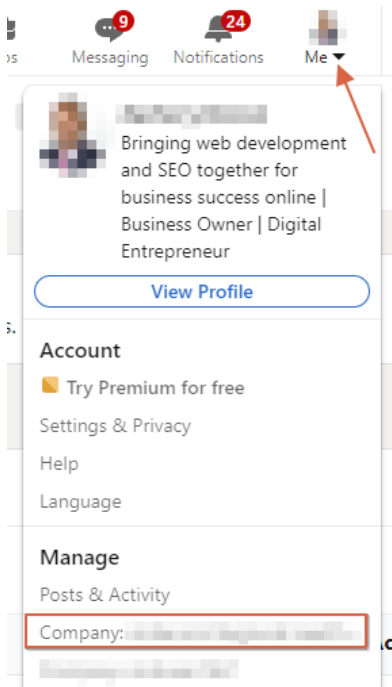 9
24
os Messaging Notifications Me
Bringing web development
and SEO together for
business success online |
Business Owner | Digital
Entrepreneur
View Profile
s.
Account
Try Premium for free
Settings & Privacy
Help
Language
Manage
Posts & Activity
Company: